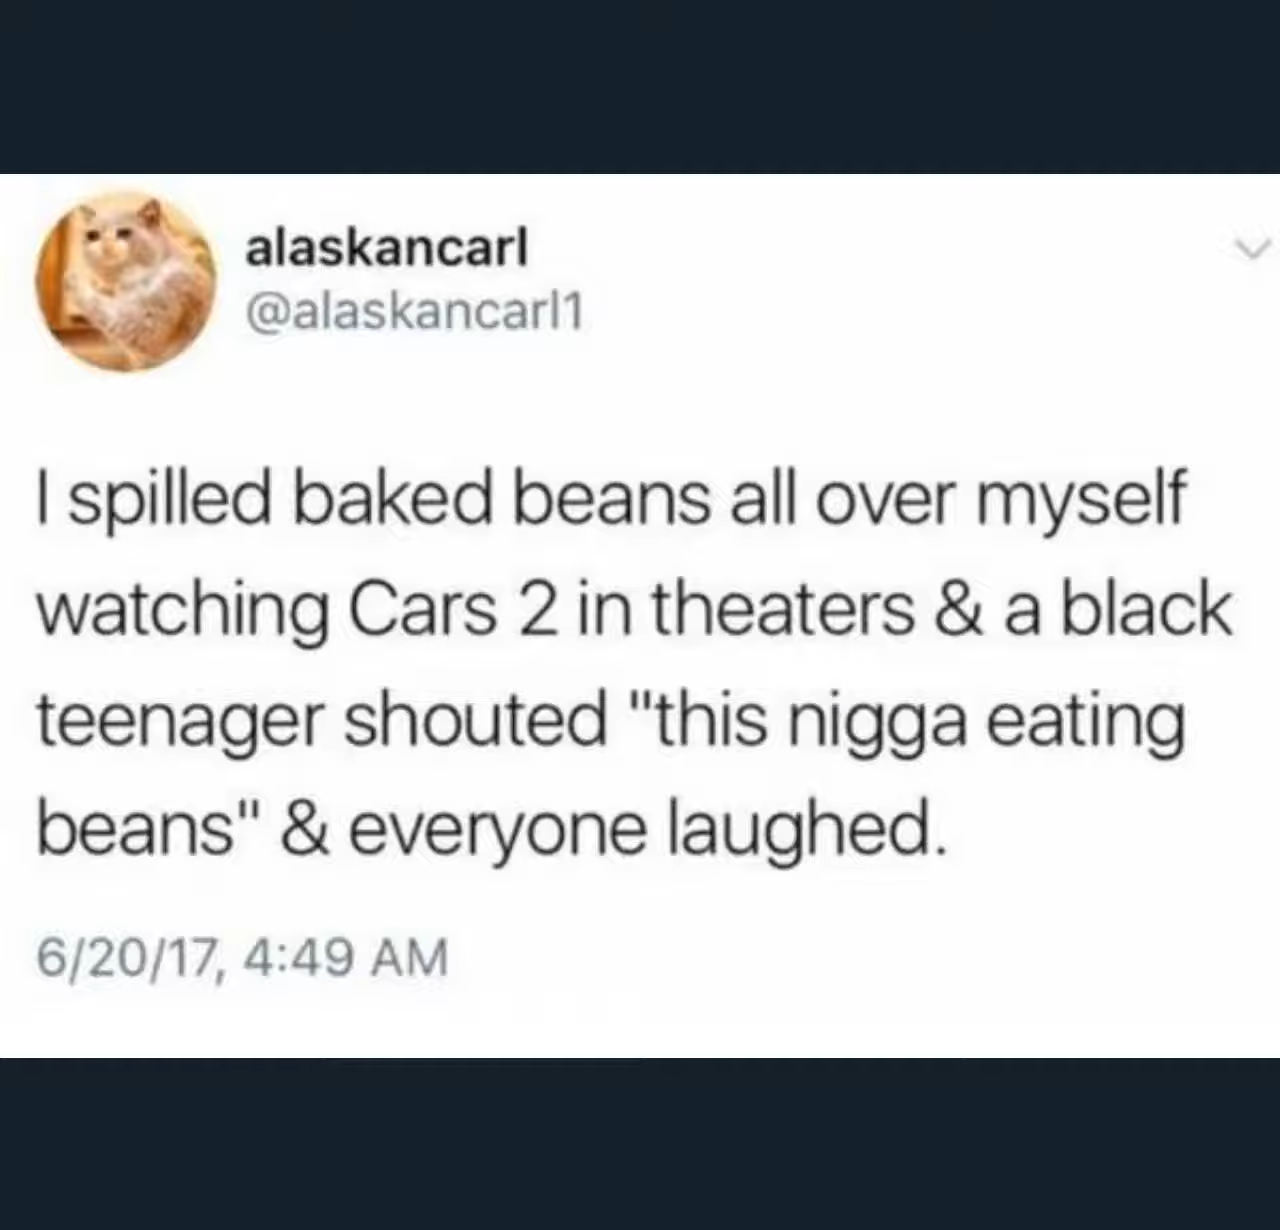 alaskancarl
@alaskancarl1
I spilled baked beans all over myself
watching Cars 2 in theaters & a black
teenager shouted "this nigga eating
beans" & everyone laughed.
6/20/17, 4:49 AM